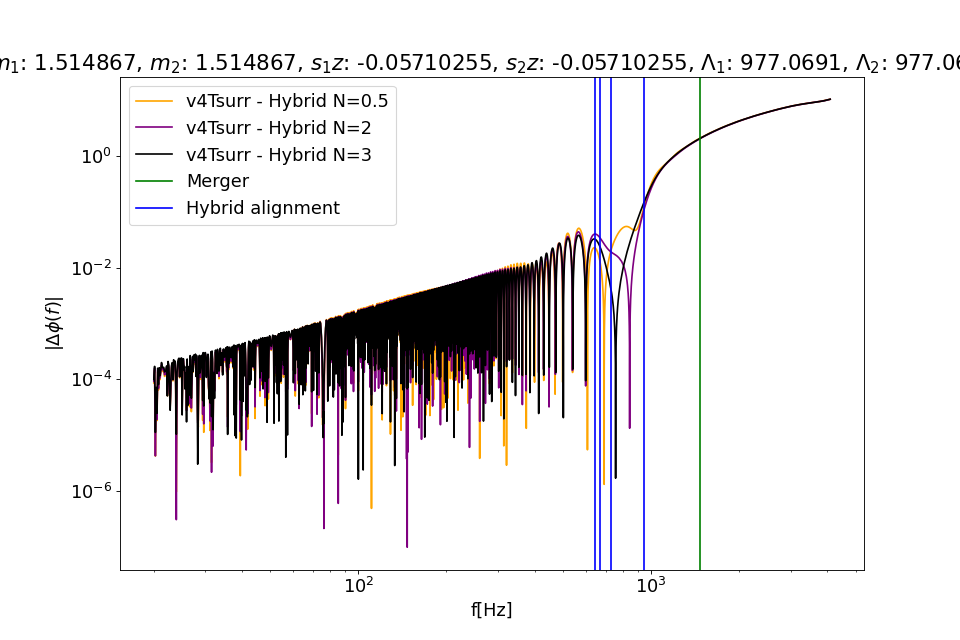 m₁: 1.514867, m₂: 1.514867, s₁z: -0.05710255, s₂z: -0.05710255, Λ₁: 977.0691, Λ₂: 977.06
v4Tsurr - Hybrid N=0.5
v4Tsurr - Hybrid N=2
v4Tsurr - Hybrid N=3
Merger
Hybrid alignment
|Δϕ(f)|
10⁰
10⁻²
10⁻⁴
10⁻⁶
10² 10³
f[Hz]